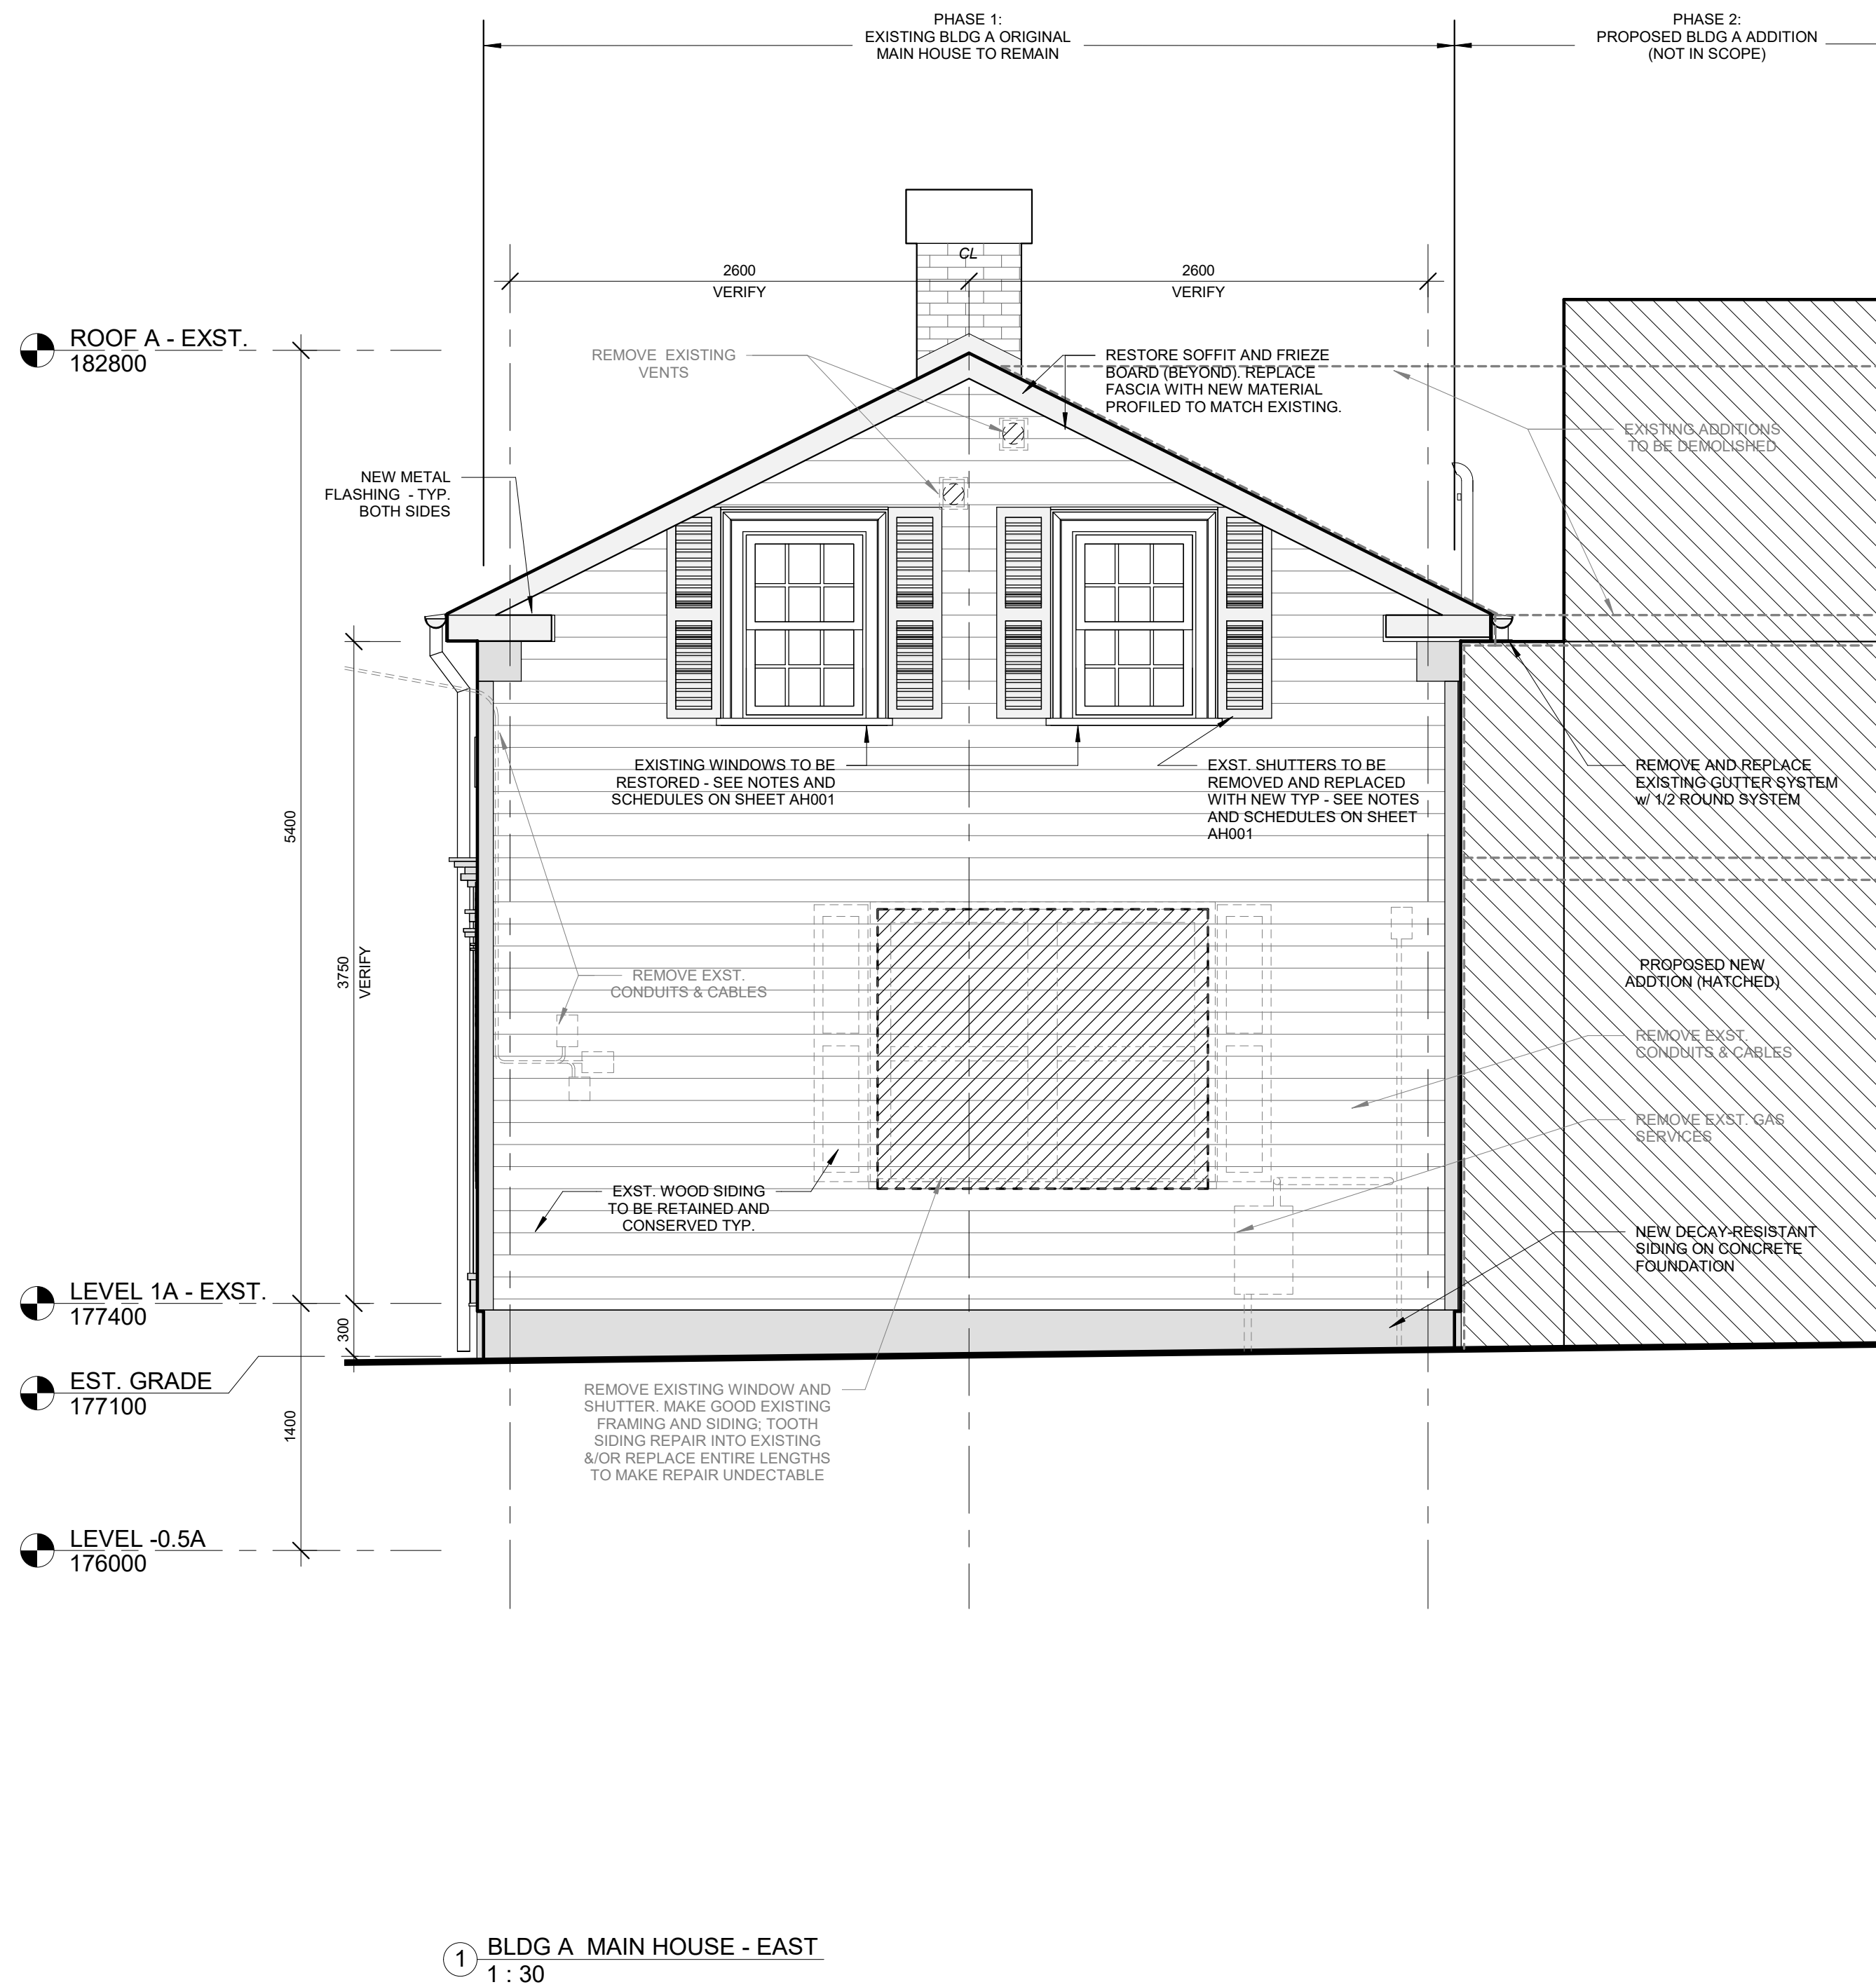 PHASE 1:
EXISTING BLDG A ORIGINAL
MAIN HOUSE TO REMAIN
PHASE 2:
PROPOSED BLDG A ADDITION
(NOT IN SCOPE)
CL
2600
VERIFY
2600
VERIFY
ROOF A - EXST.
182800
REMOVE  EXISTING
VENTS
RESTORE SOFFIT AND FRIEZE
BOARD (BEYOND). REPLACE
FASCIA WITH NEW MATERIAL
PROFILED TO MATCH EXISTING.
EXISTING ADDITIONS
TO BE DEMOLISHED
NEW METAL
FLASHING  - TYP.
BOTH SIDES
EXISTING WINDOWS TO BE
RESTORED - SEE NOTES AND
SCHEDULES ON SHEET AH001
EXST. SHUTTERS TO BE
REMOVED AND REPLACED
WITH NEW TYP - SEE NOTES
AND SCHEDULES ON SHEET
AH001
REMOVE AND REPLACE
EXISTING GUTTER SYSTEM
w/ 1/2 ROUND SYSTEM
5400
3750
VERIFY
REMOVE EXST.
CONDUITS & CABLES
PROPOSED NEW
ADDTION (HATCHED)
REMOVE EXST.
CONDUITS & CABLES
REMOVE EXST. GAS
SERVICES
EXST. WOOD SIDING
TO BE RETAINED AND
CONSERVED TYP.
NEW DECAY-RESISTANT
SIDING ON CONCRETE
FOUNDATION
LEVEL 1A - EXST.
177400
300
EST. GRADE
177100
1400
REMOVE EXISTING WINDOW AND
SHUTTER. MAKE GOOD EXISTING
FRAMING AND SIDING; TOOTH
SIDING REPAIR INTO EXISTING
&/OR REPLACE ENTIRE LENGTHS
TO MAKE REPAIR UNDECTABLE
LEVEL -0.5A
176000
1
BLDG A  MAIN HOUSE - EAST
1 : 30